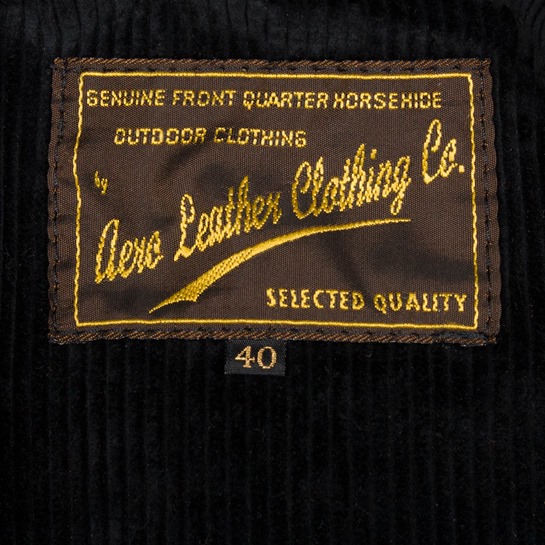 GENUINE FRONT QUARTER HORSEHIDE
OUTDOOR CLOTHING
by
Aero Leather Clothing Co.
SELECTED QUALITY
40